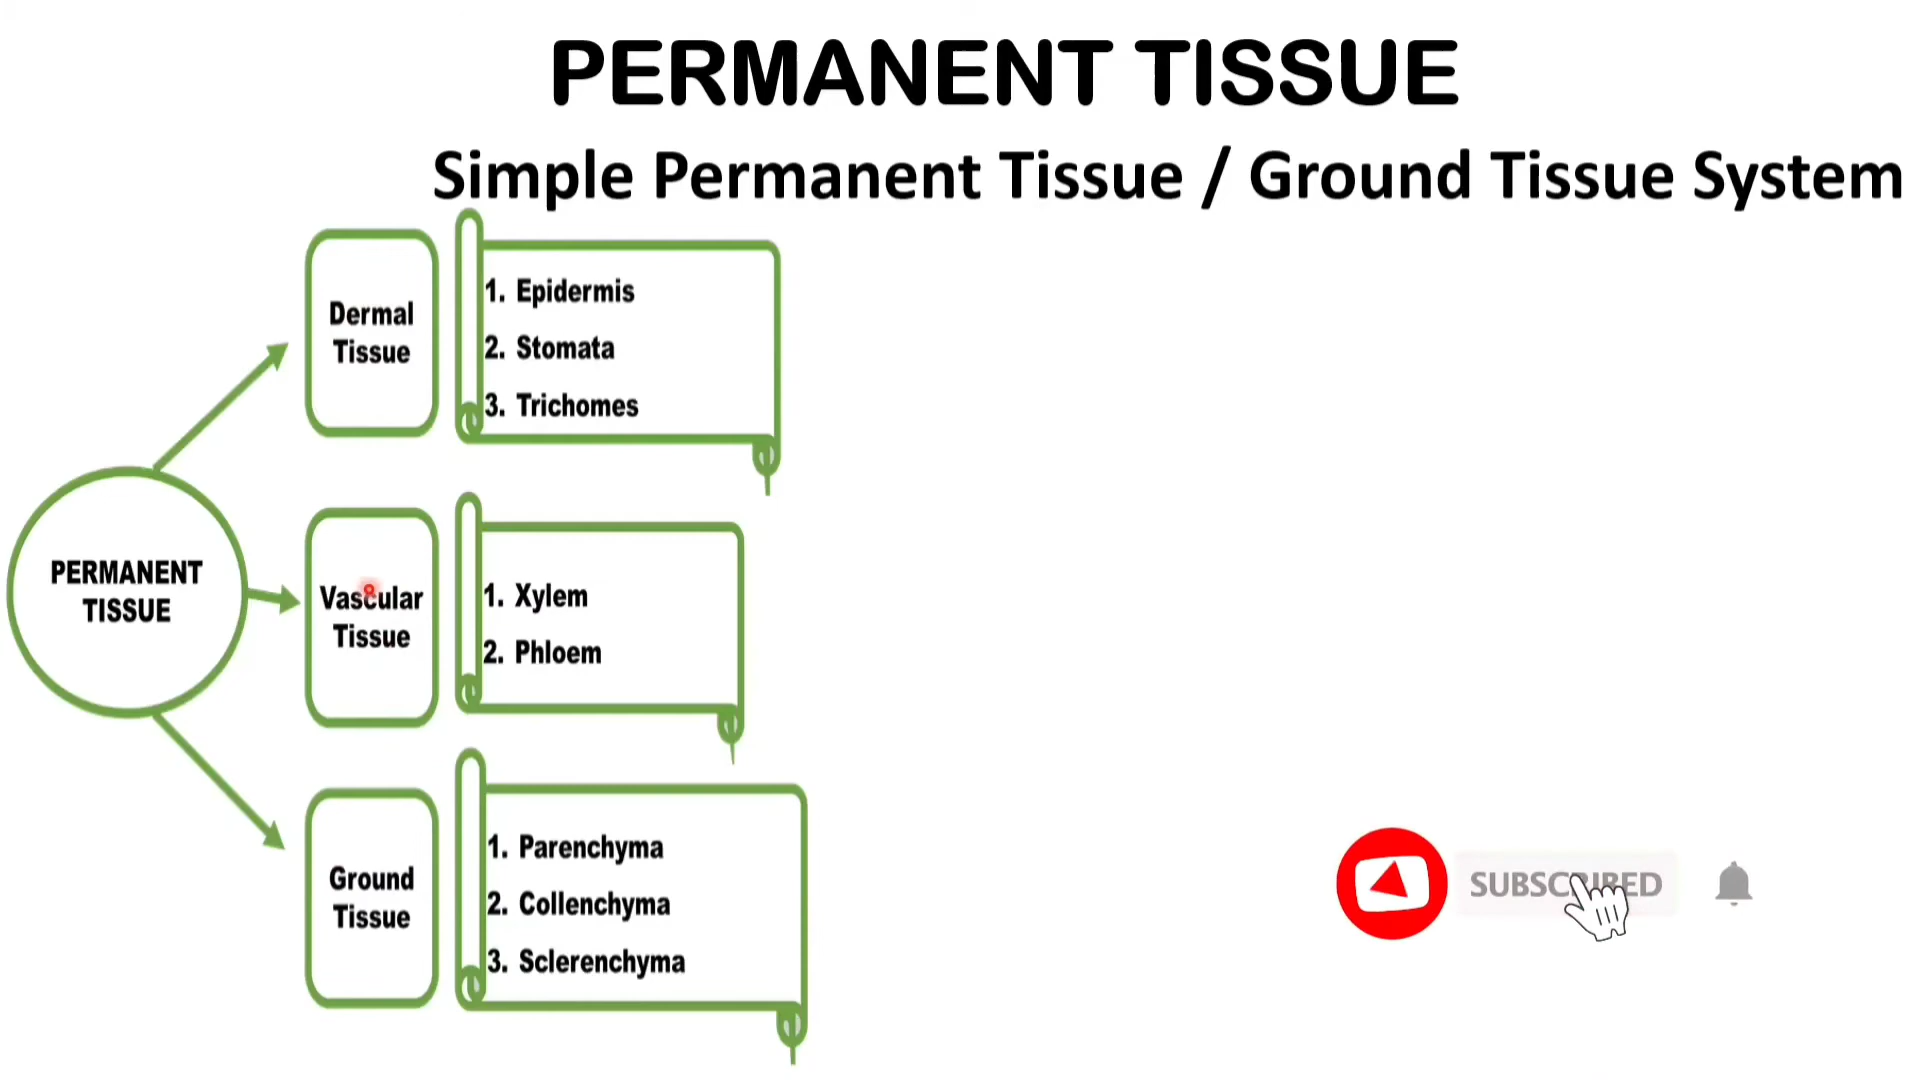 PERMANENT TISSUE
Simple Permanent Tissue / Ground Tissue System
PERMANENT
TISSUE
Dermal
Tissue
1. Epidermis
2. Stomata
3. Trichomes
Vascular
Tissue
1. Xylem
2. Phloem
Ground
Tissue
1. Parenchyma
2. Collenchyma
3. Sclerenchyma
SUBSCRIBED